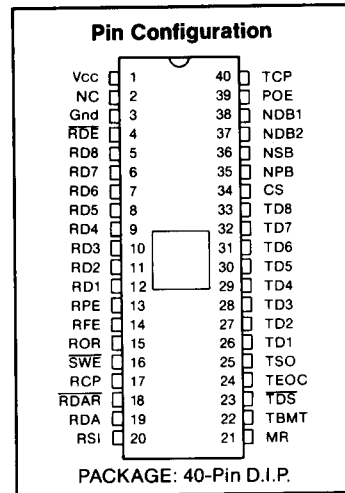 Pin Configuration
Vcc 1 40 TCP
NC 2 39 POE
Gnd 3 38 NDB1
R̅D̅E̅ 4 37 NDB2
RD8 5 36 NSB
RD7 6 35 NPB
RD6 7 34 CS
RD5 8 33 TD8
RD4 9 32 TD7
RD3 10 31 TD6
RD2 11 30 TD5
RD1 12 29 TD4
RPE 13 28 TD3
RFE 14 27 TD2
ROR 15 26 TD1
S̅W̅E̅ 16 25 TSO
RCP 17 24 TEOC
R̅D̅A̅R̅ 18 23 T̅D̅S̅
RDA 19 22 TBMT
RSI 20 21 MR
PACKAGE: 40-Pin D.I.P.